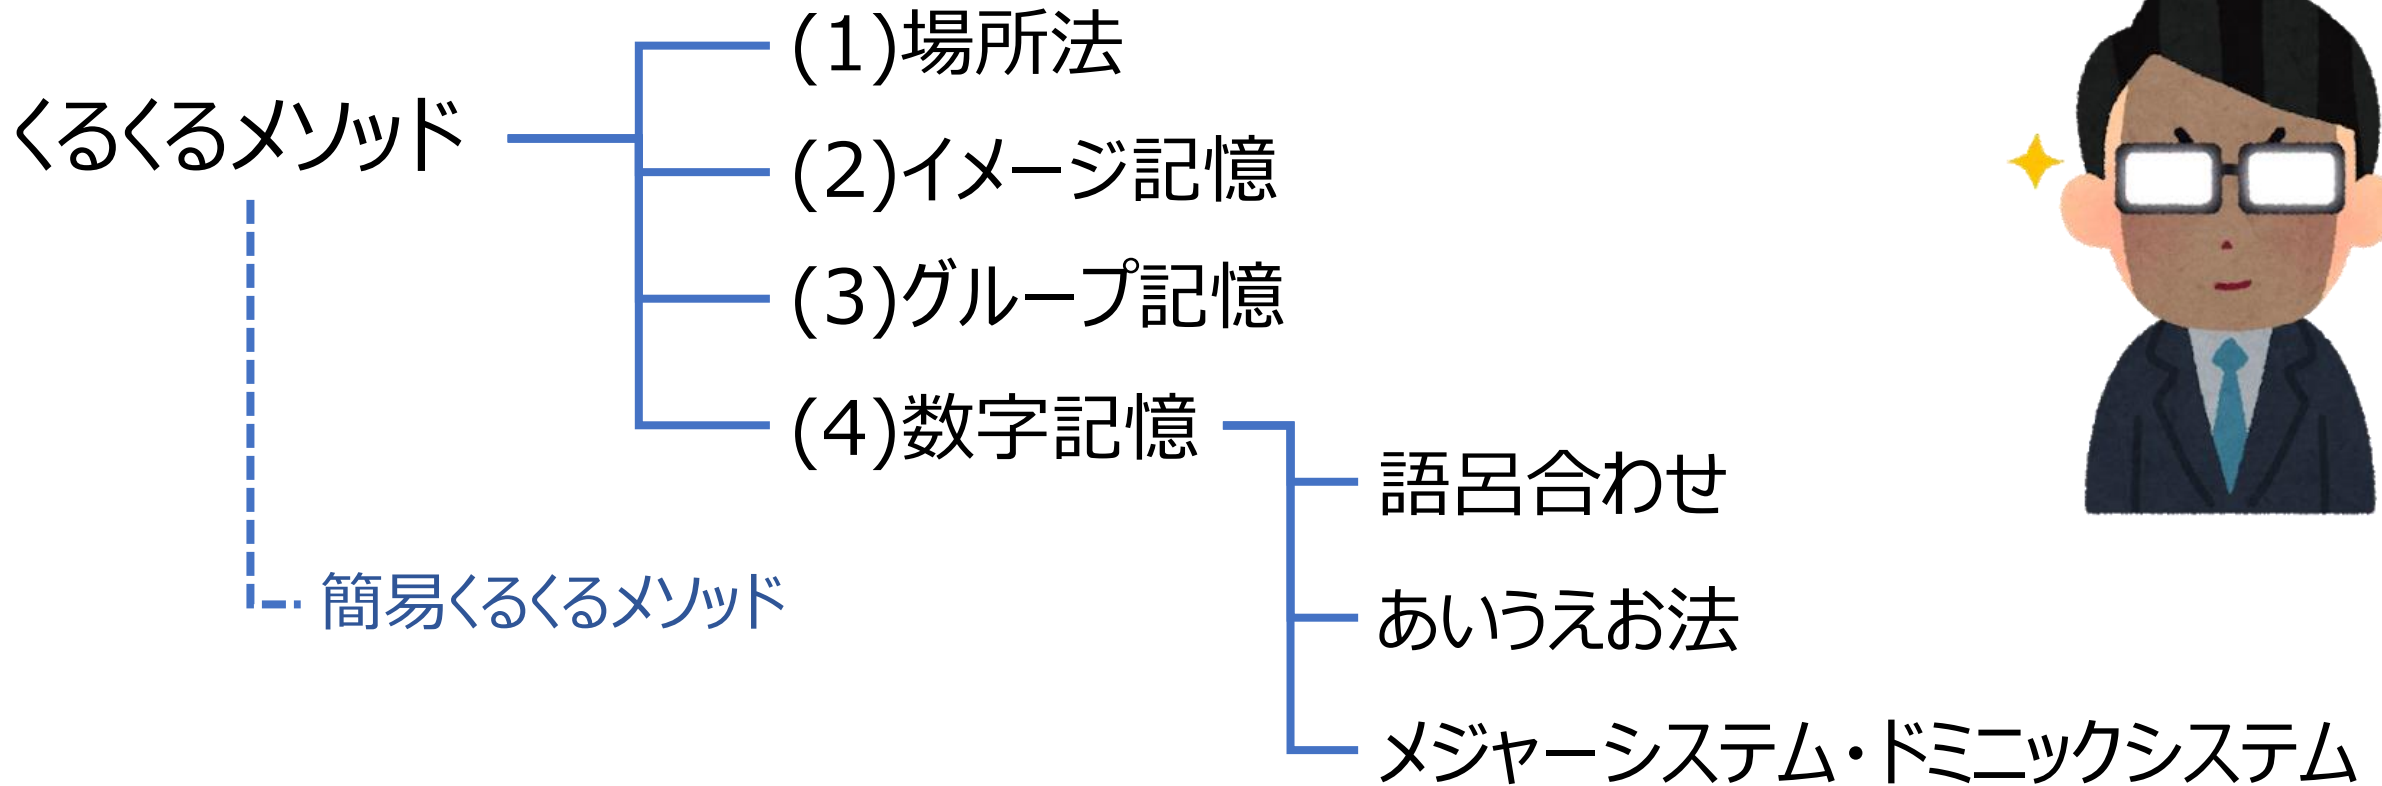 くるくるメソッド
(1)場所法
(2)イメージ記憶
(3)グループ記憶
(4)数字記憶
語呂合わせ
あいうえお法
メジャーシステム・ドミニックシステム
簡易くるくるメソッド